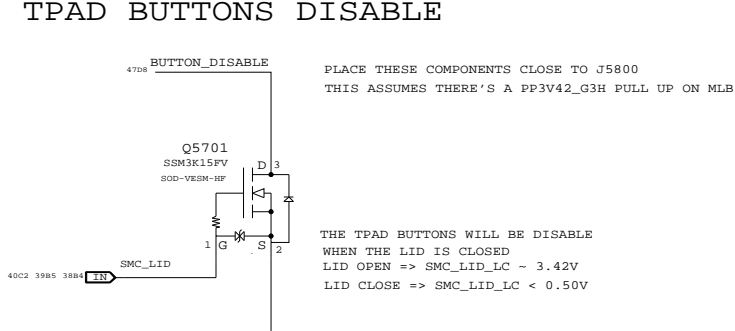 TPAD BUTTONS DISABLE
BUTTON_DISABLE
47D8
PLACE THESE COMPONENTS CLOSE TO J5800
THIS ASSUMES THERE'S A PP3V42_G3H PULL UP ON MLB
Q5701
SSM3K15FV
SOD-VESM-HF
D 3
1 G S 2
SMC_LID
40C2 39B5 38B4 IN
THE TPAD BUTTONS WILL BE DISABLE
WHEN THE LID IS CLOSED
LID OPEN => SMC_LID_LC ~ 3.42V
LID CLOSE => SMC_LID_LC < 0.50V